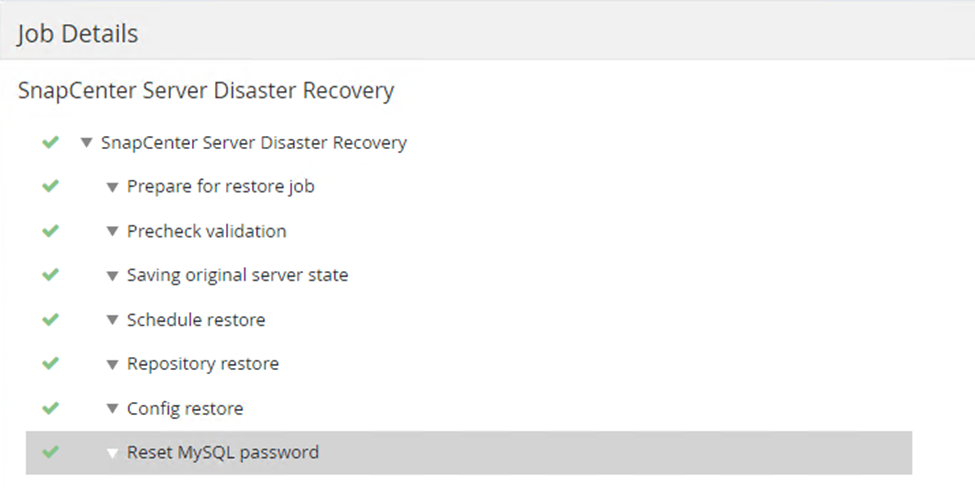 Job Details
SnapCenter Server Disaster Recovery
SnapCenter Server Disaster Recovery
Prepare for restore job
Precheck validation
Saving original server state
Schedule restore
Repository restore
Config restore
Reset MySQL password